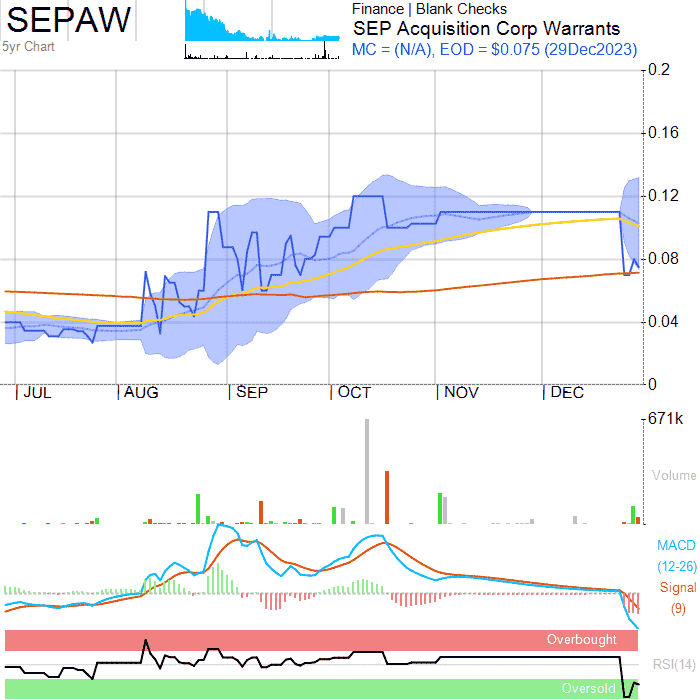 SEPAW
5yr Chart
Finance | Blank Checks
SEP Acquisition Corp Warrants
MC = (N/A), EOD = $0.075 (29Dec2023)
0.2
0.16
0.12
0.08
0.04
0
JUL AUG SEP OCT NOV DEC
671k
Volume
MACD
(12-26)
Signal
(9)
Overbought
RSI(14)
Oversold